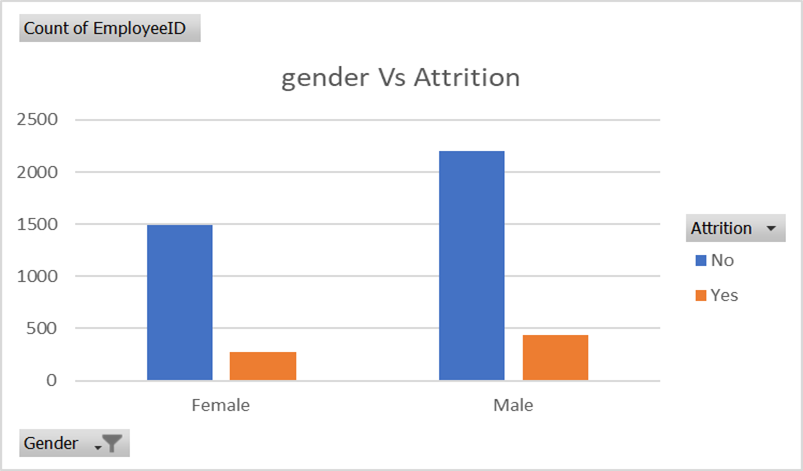 Count of EmployeeID
gender Vs Attrition
2500
2000
1500
1000
500
0
Female Male
Attrition
No
Yes
Gender